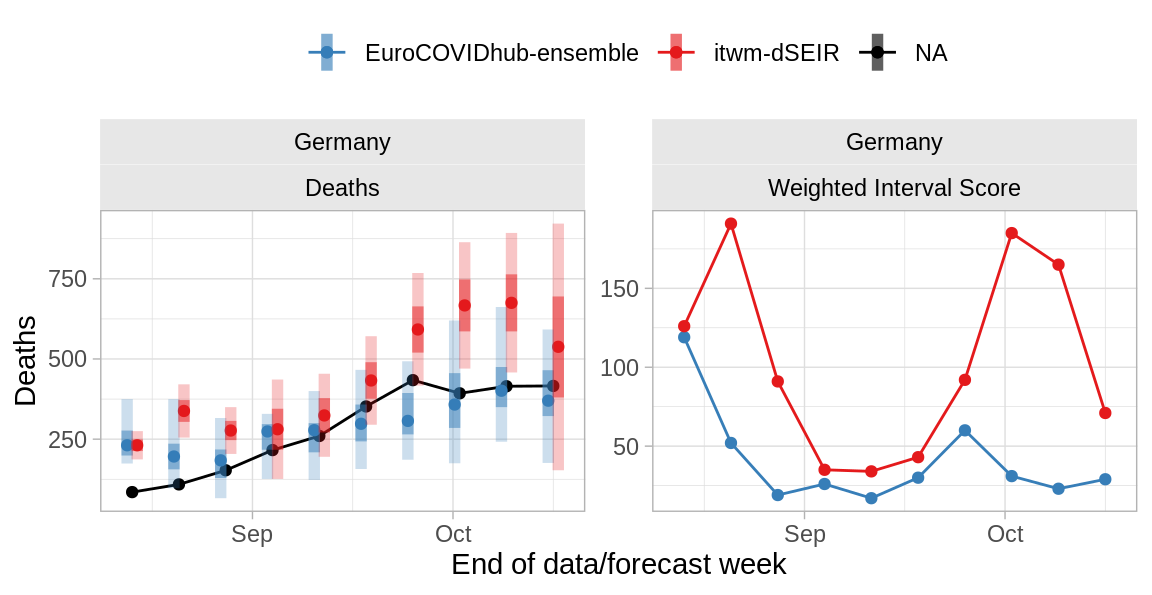 EuroCOVIDhub-ensemble itwm-dSEIR NA
Germany
Deaths
Germany
Weighted Interval Score
Deaths
750
500
250
Sep Oct
150
100
50
Sep Oct
End of data/forecast week